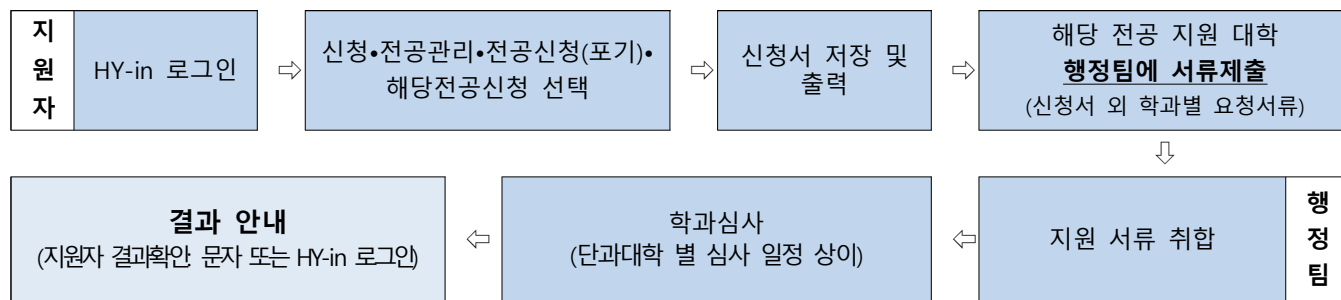 지
원
자
HY-in 로그인
신청•전공관리•전공신청(포기)•
해당전공신청 선택
신청서 저장 및
출력
해당 전공 지원 대학
행정팀에 서류제출
(신청서 외 학과별 요청서류)
결과 안내
(지원자 결과확인: 문자 또는 HY-in 로그인)
학과심사
(단과대학 별 심사 일정 상이)
지원 서류 취합
행
정
팀